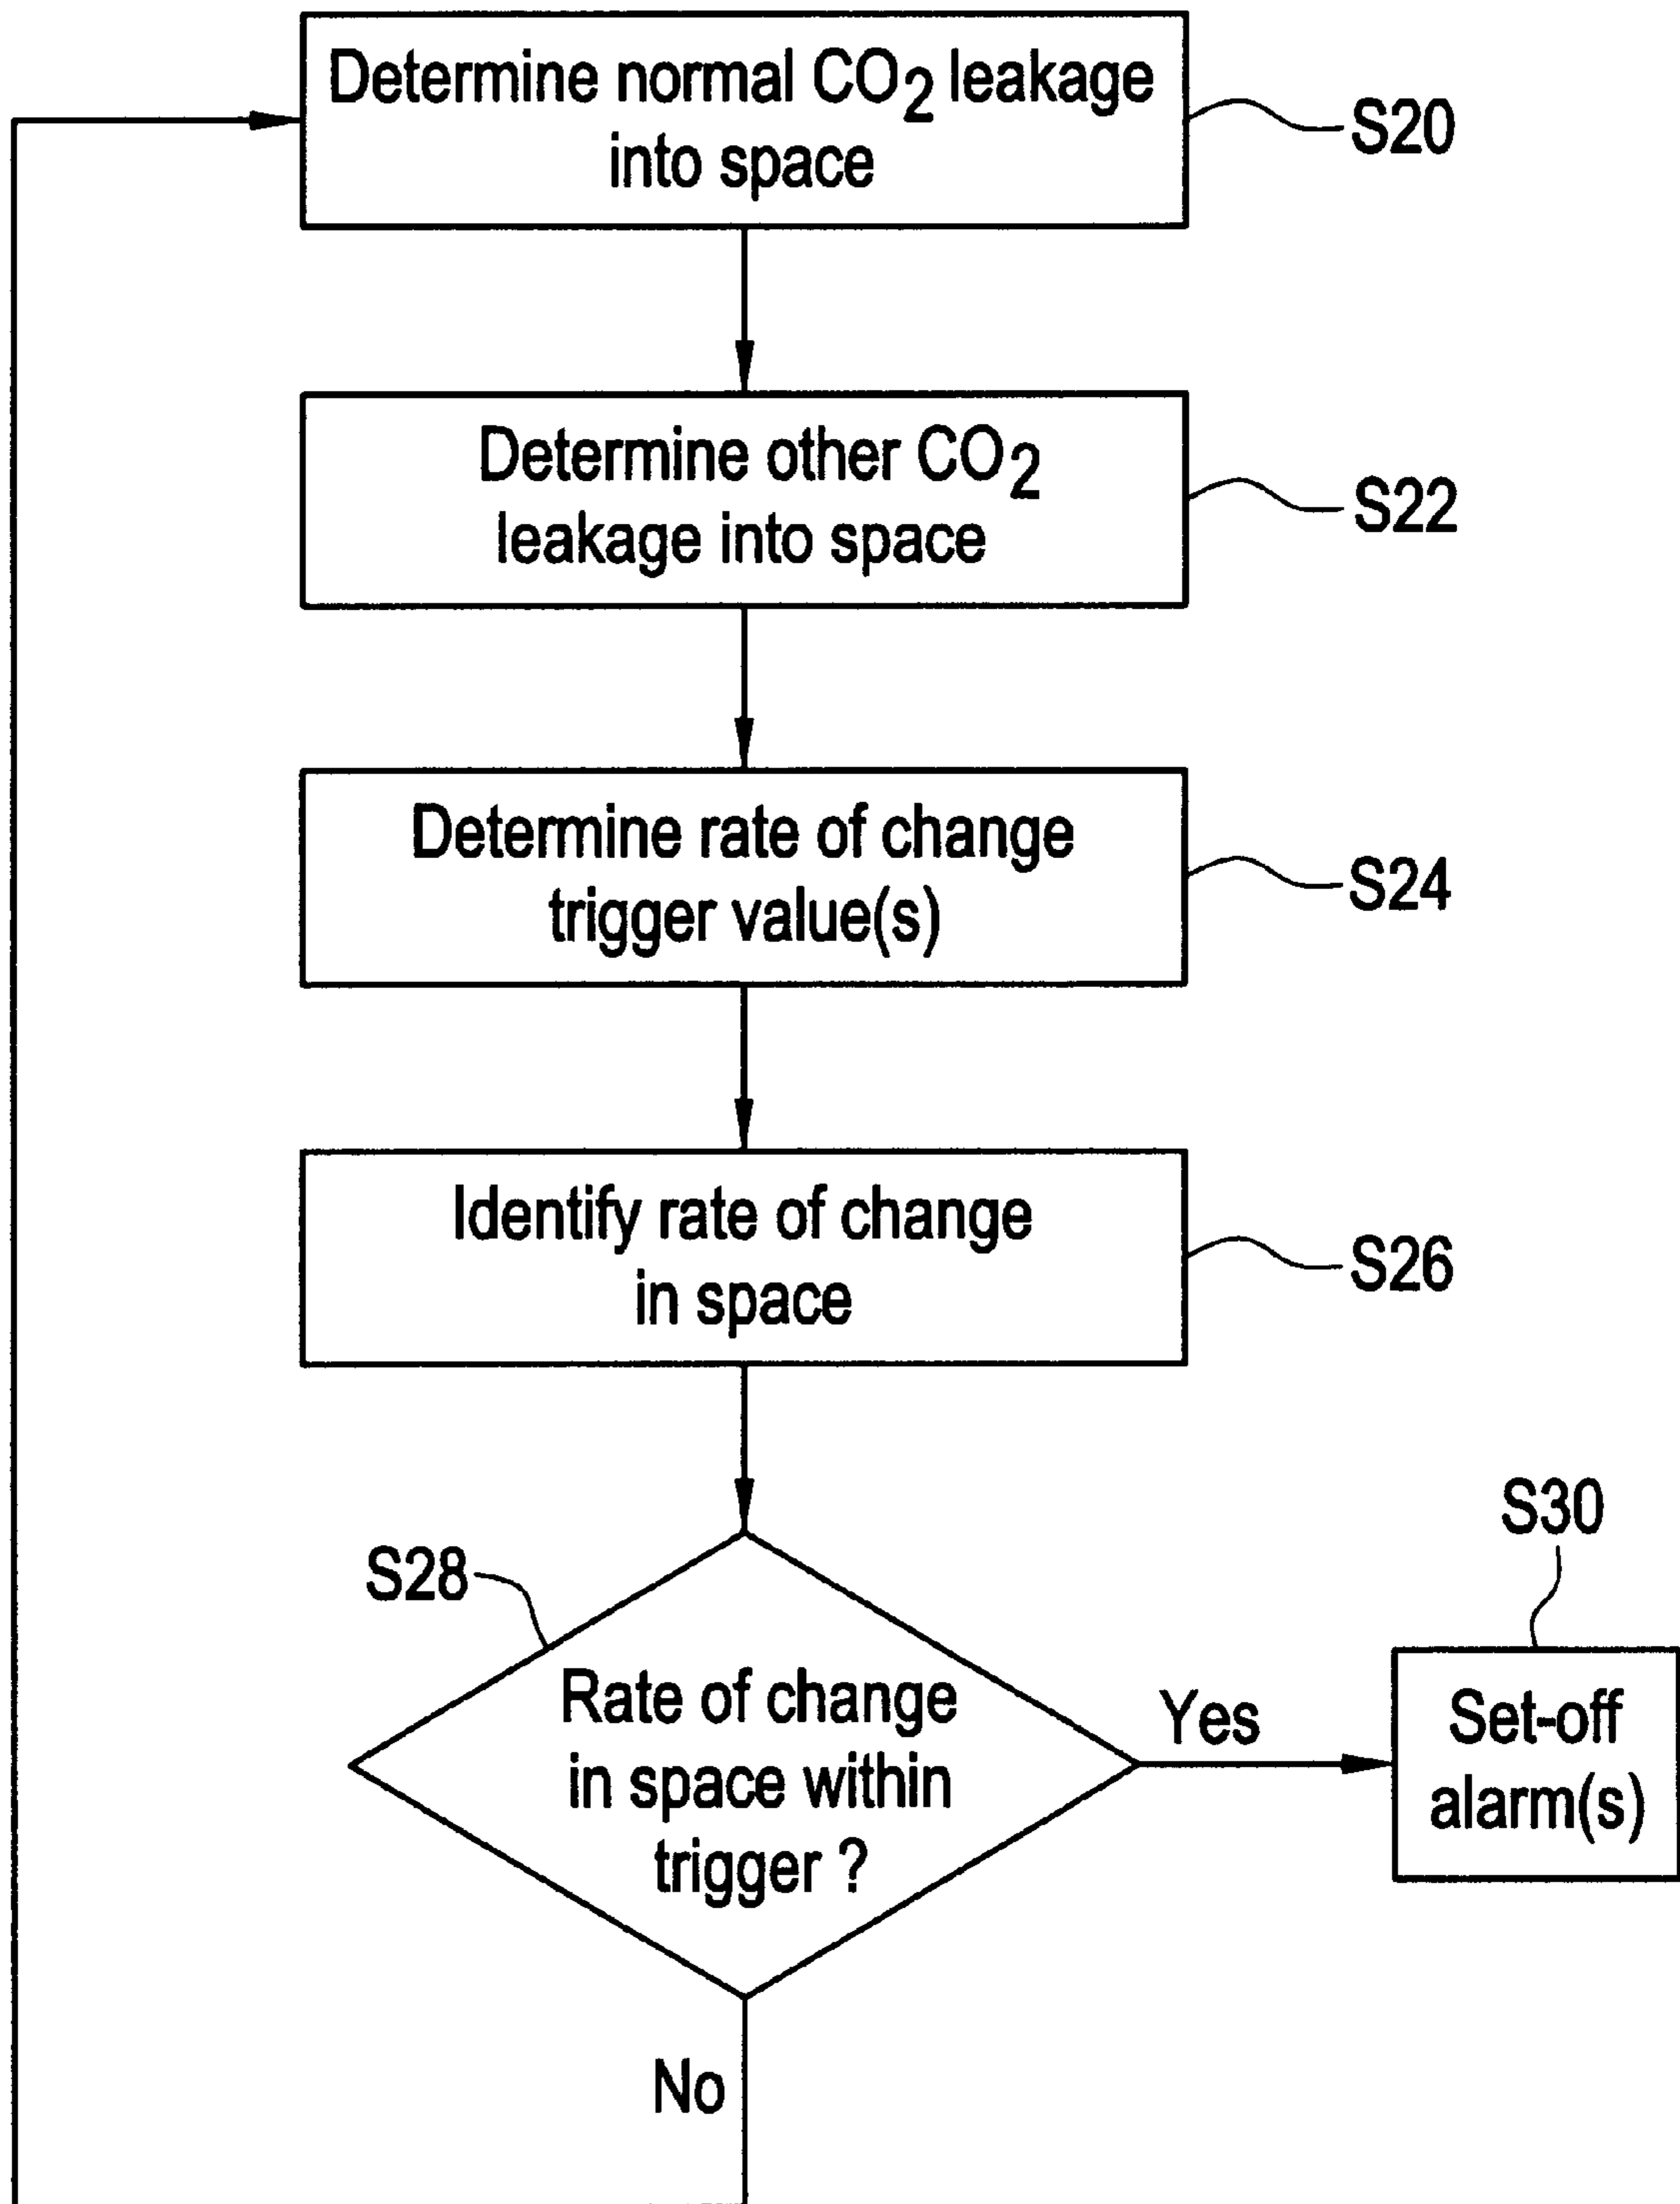 Determine normal CO2 leakage
into space
S20
Determine other CO2
leakage into space
S22
Determine rate of change
trigger value(s)
S24
Identify rate of change
in space
S26
S28
Rate of change
in space within
trigger ?
Yes
S30
Set-off
alarm(s)
No